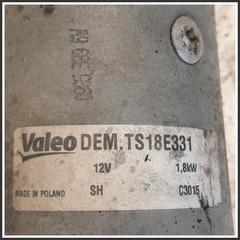 Valeo DEM.TS18E331
12V 1,8kW
MADE IN POLAND SH C3015